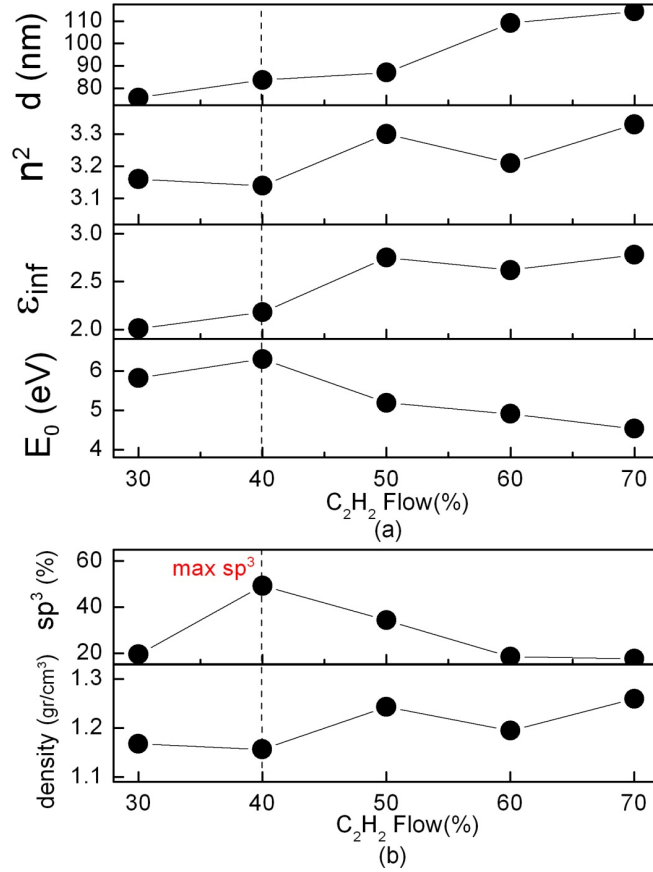 d (nm)
110
100
90
80
n²
3.3
3.2
3.1
ε_inf
3.0
2.5
2.0
E₀ (eV)
6
5
4
30 40 50 60 70
C₂H₂ Flow(%)
(a)
sp³ (%)
60
40
20
max sp³
density (gr/cm³)
1.3
1.2
1.1
30 40 50 60 70
C₂H₂ Flow(%)
(b)